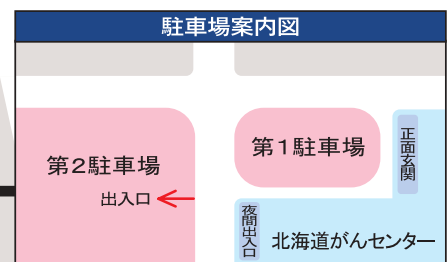 駐車場案内図
第1駐車場
正面玄関
第2駐車場
出入口
夜間出入口
北海道がんセンター